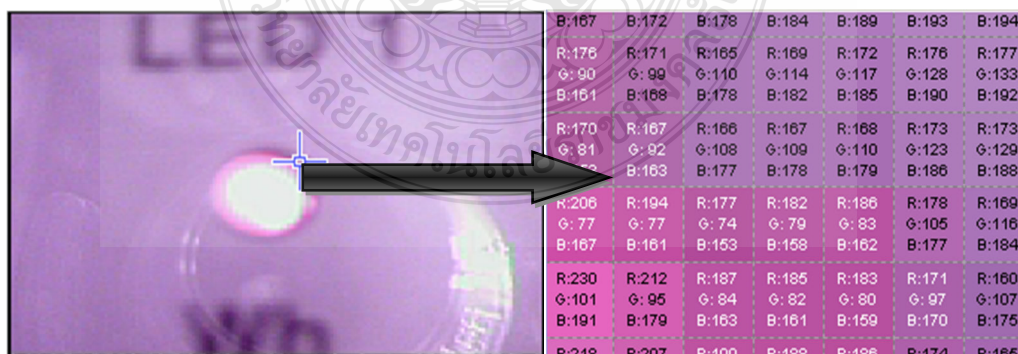 LED 1
B:167 B:172 B:178 B:184 B:189 B:193 B:194
R:176 R:171 R:165 R:169 R:172 R:176 R:177
G: 90 G: 99 G:110 G:114 G:117 G:128 G:133
B:161 B:168 B:178 B:182 B:185 B:190 B:192
R:170 R:167 R:166 R:167 R:168 R:173 R:173
G: 81 G: 92 G:108 G:109 G:110 G:123 G:129
B:163 B:177 B:178 B:179 B:186 B:188
R:206 R:194 R:177 R:182 R:186 R:178 R:169
G: 77 G: 77 G: 74 G: 79 G: 83 G:105 G:116
B:167 B:161 B:153 B:158 B:162 B:177 B:184
R:230 R:212 R:187 R:185 R:183 R:171 R:160
G:101 G: 95 G: 84 G: 82 G: 80 G: 97 G:107
B:191 B:179 B:163 B:161 B:159 B:170 B:175